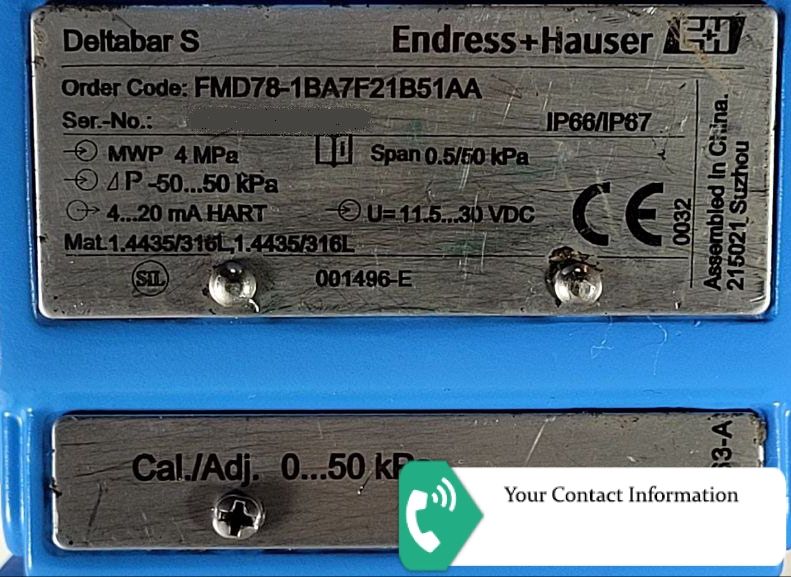 Deltabar S
Endress+Hauser
Order Code: FMD78-1BA7F21B51AA
Ser.-No.:
IP66/IP67
MWP 4 MPa
Span 0.5/50 kPa
⊿P -50...50 kPa
4...20 mA HART
U= 11.5...30 VDC
Mat.1.4435/316L,1.4435/316L
CE 0032
SIL
001496-E
Assembled in China.
215021 Suzhou
Cal./Adj. 0...50 kPa
Your Contact Information